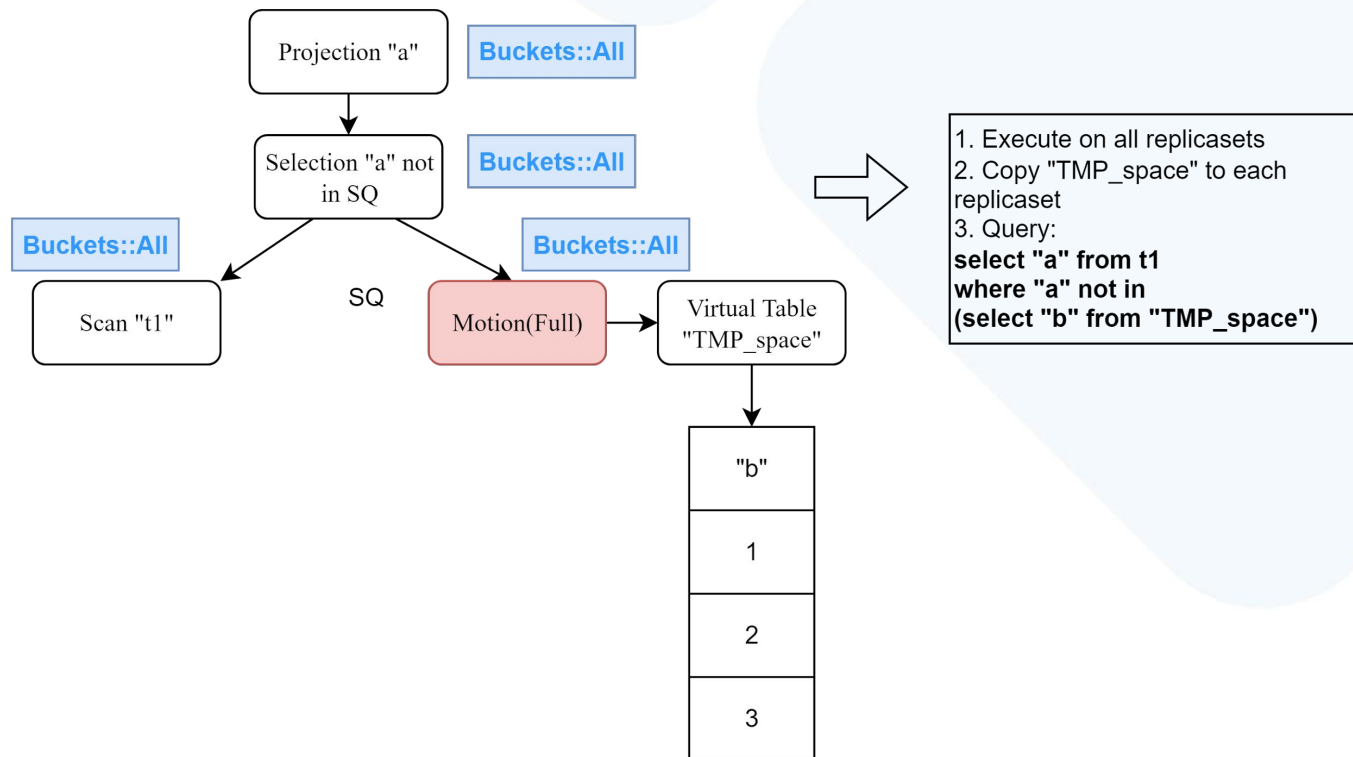 Projection "a"
Buckets::All
Selection "a" not
in SQ
Buckets::All
Buckets::All
Buckets::All
Scan "t1"
SQ
Motion(Full)
Virtual Table
"TMP_space"
"b"
1
2
3
1. Execute on all replicasets
2. Copy "TMP_space" to each
replicaset
3. Query:
select "a" from t1
where "a" not in
(select "b" from "TMP_space")